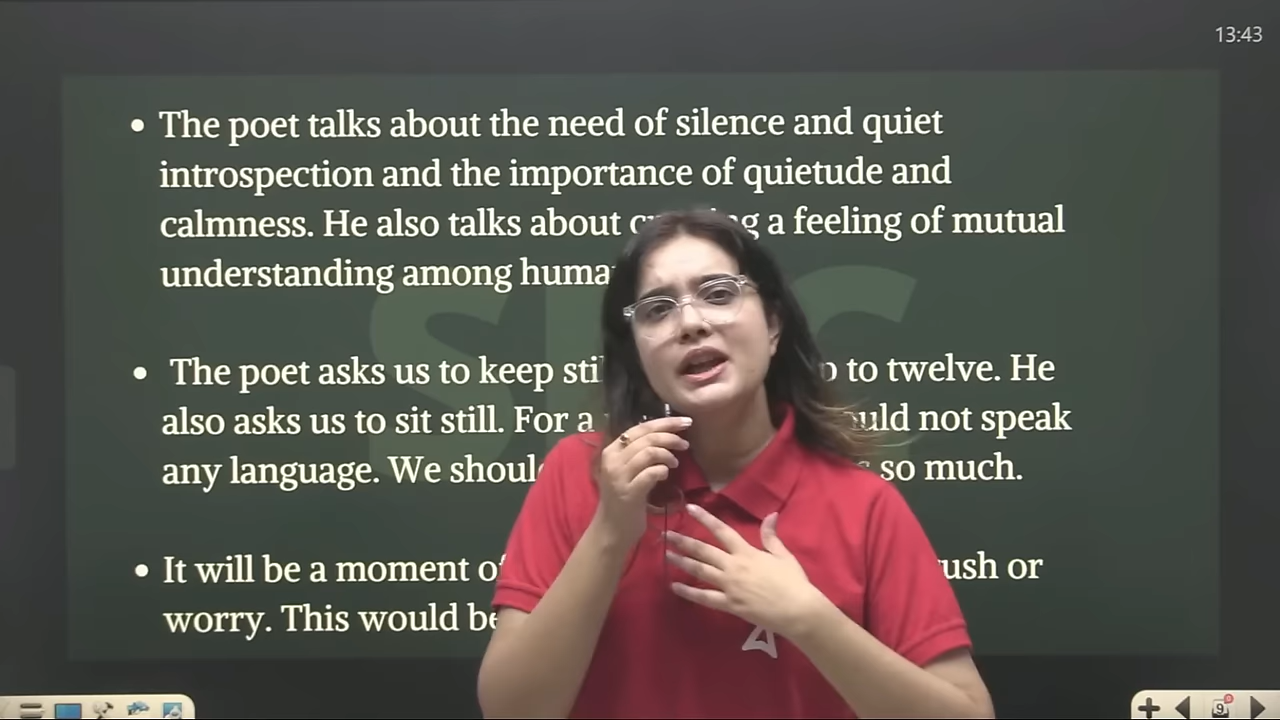 13:43
• The poet talks about the need of silence and quiet
introspection and the importance of quietude and
calmness. He also talks about a feeling of mutual
understanding among
• The poet asks us to keep to twelve. He
also asks us to sit still. For a not speak
any language. We so much.
• It will be a moment or
worry. This would
9